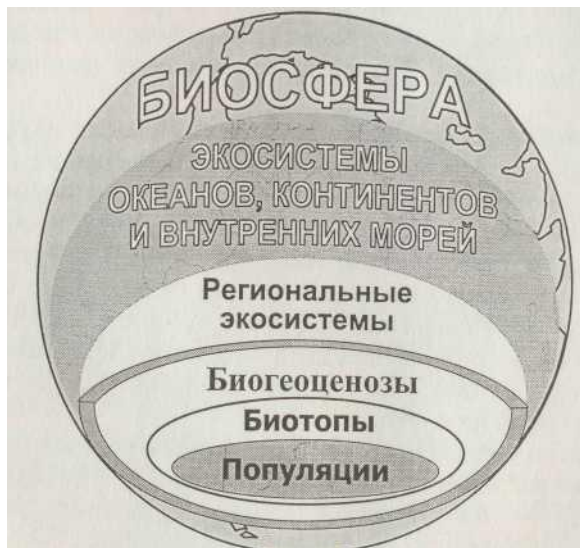 БИОСФЕРА
ЭКОСИСТЕМЫ
ОКЕАНОВ, КОНТИНЕНТОВ
И ВНУТРЕННИХ МОРЕЙ
Региональные
экосистемы
Биогеоценозы
Биотопы
Популяции